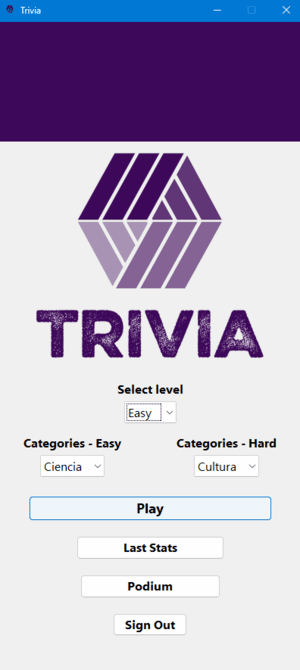 Trivia
TRIVIA
Select level
Easy
Categories - Easy Categories - Hard
Ciencia Cultura
Play
Last Stats
Podium
Sign Out